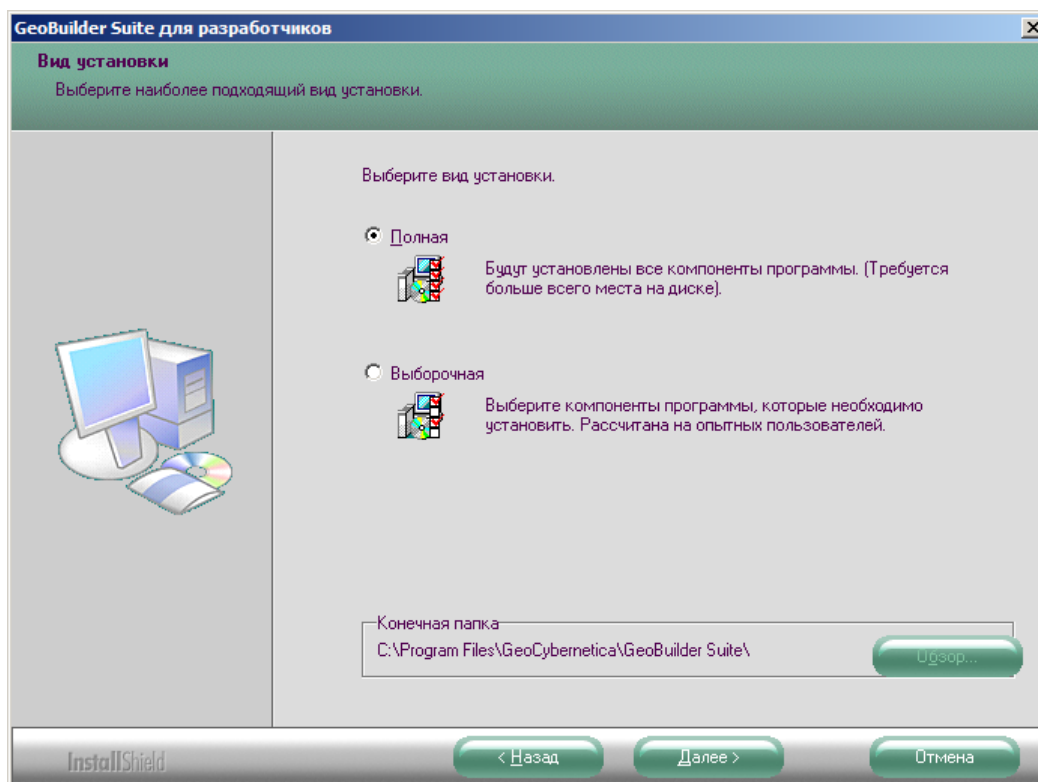 GeoBuilder Suite для разработчиков
Вид установки
Выберите наиболее подходящий вид установки.
Выберите вид установки.
Полная
Будут установлены все компоненты программы. (Требуется
больше всего места на диске).
Выборочная
Выберите компоненты программы, которые необходимо
установить. Рассчитана на опытных пользователей.
Конечная папка
C:\Program Files\GeoCybernetica\GeoBuilder Suite\
Обзор...
InstallShield
< Назад
Далее >
Отмена